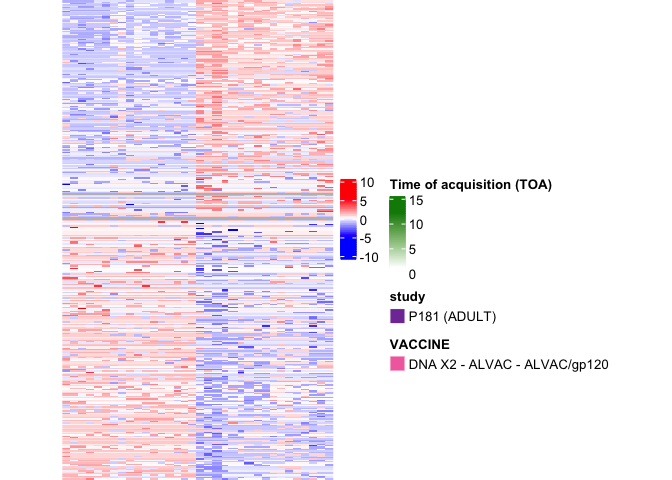 10
5
0
-5
-10
Time of acquisition (TOA)
15
10
5
0
study
P181 (ADULT)
VACCINE
DNA X2 - ALVAC - ALVAC/gp120